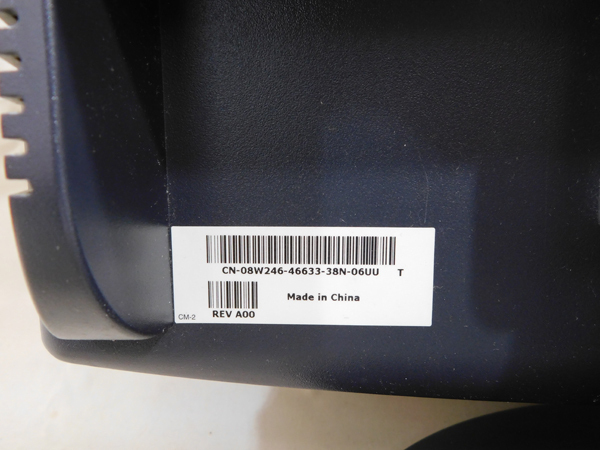 CN-08W246-46633-38N-06UU T
Made in China
CM-2 REV A00